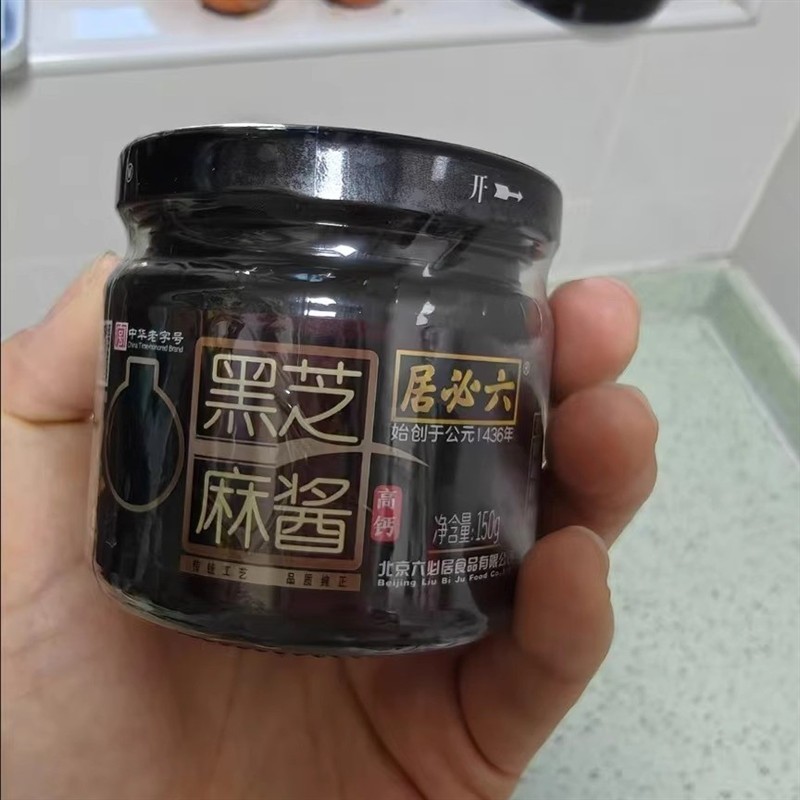 开
中华老字号
China Time-honored Brand
黑芝
麻酱
高钙
传统工艺 品质纯正
居必六
®
始创于公元1436年
净含量:150g
北京六必居食品有限公
Beijing Liu Bi Ju Food Co.